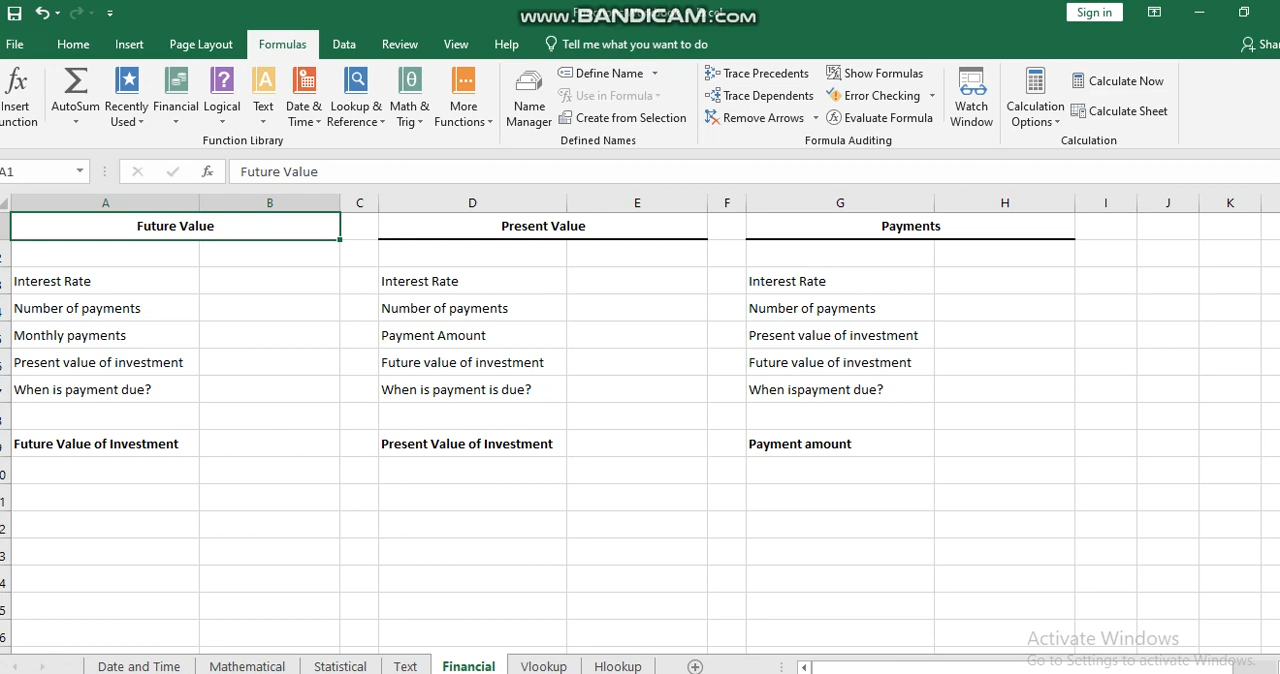 www.BANDICAM.com
Sign in
File Home Insert Page Layout Formulas Data Review View Help Tell me what you want to do
fx
AutoSum Recently Used Financial Logical Text Date & Time Lookup & Reference Math & Trig More Functions
Function Library
Name Manager
Define Name
Use in Formula
Create from Selection
Defined Names
Trace Precedents Show Formulas
Trace Dependents Error Checking
Remove Arrows Evaluate Formula
Formula Auditing
Watch Window
Calculation Options
Calculate Now
Calculate Sheet
Calculation
A1 fx Future Value
A B C D E F G H I J K
Future Value Present Value Payments
Interest Rate Interest Rate Interest Rate
Number of payments Number of payments Number of payments
Monthly payments Payment Amount Present value of investment
Present value of investment Future value of investment Future value of investment
When is payment due? When is payment is due? When ispayment due?
Future Value of Investment Present Value of Investment Payment amount
Activate Windows
Go to Settings to activate Windows.
Date and Time Mathematical Statistical Text Financial Vlookup Hlookup